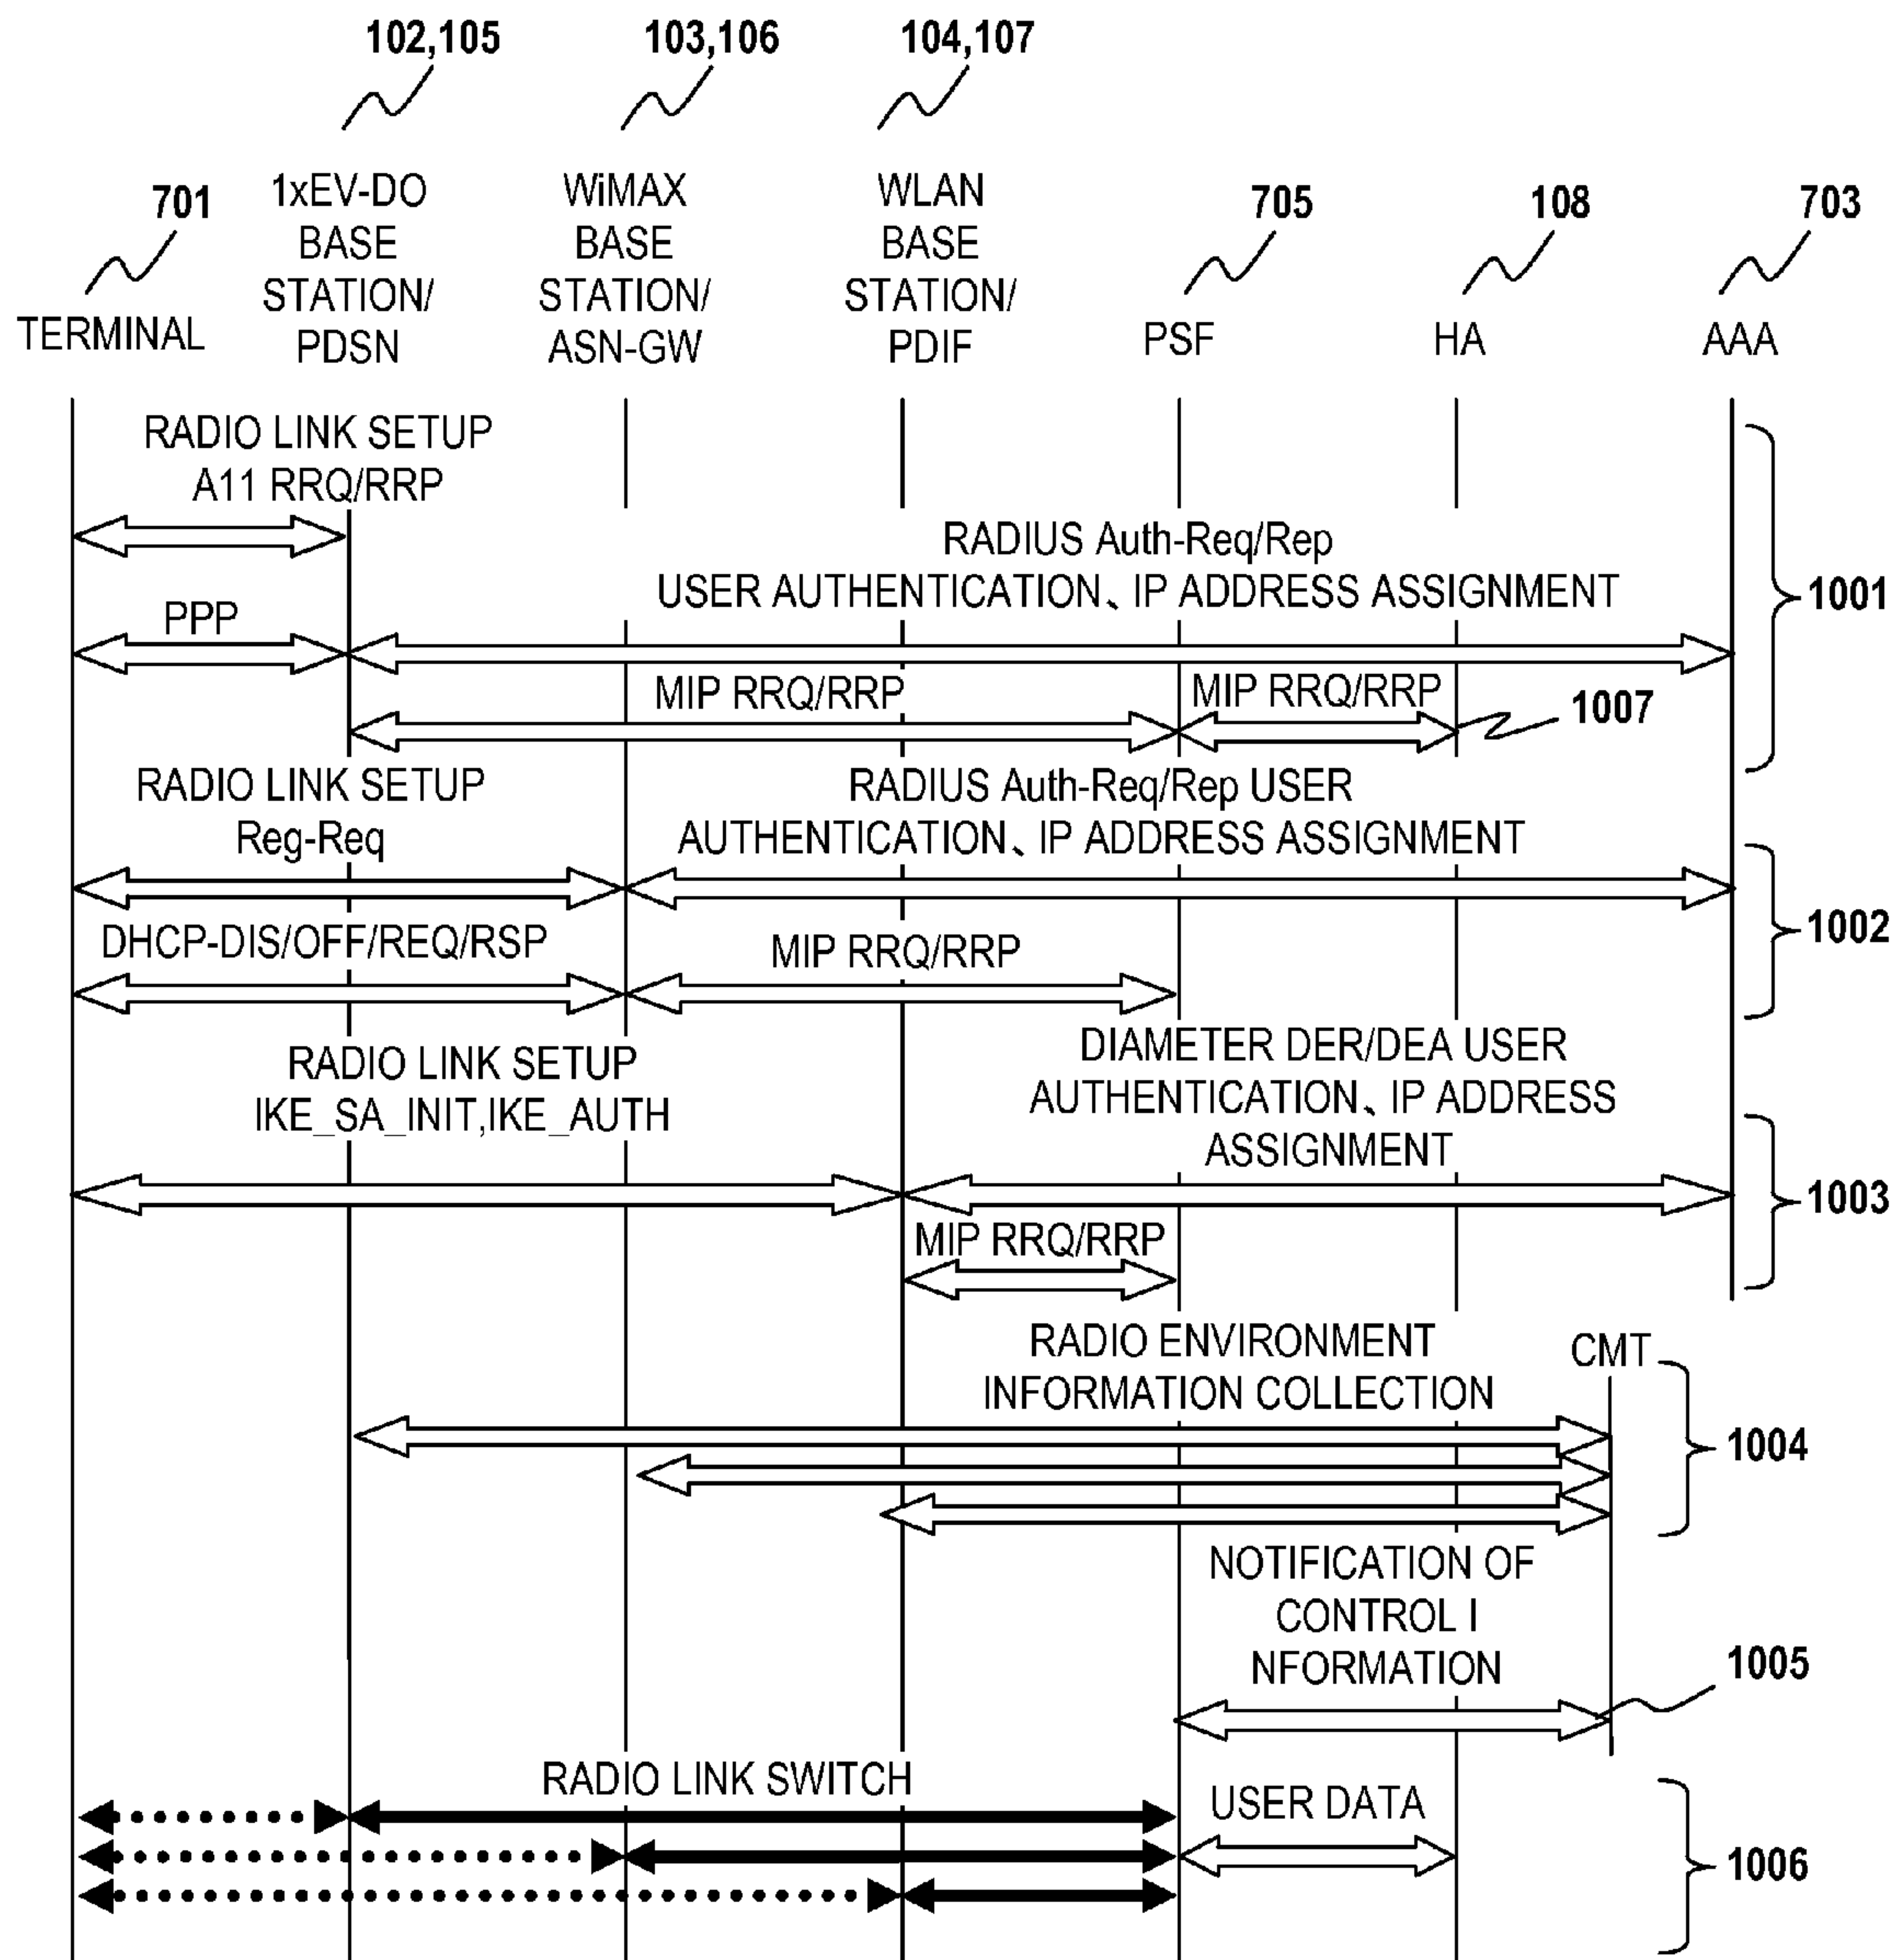 102,105
103,106
104,107
701
1xEV-DO
BASE
STATION/
PDSN
WiMAX
BASE
STATION/
ASN-GW
WLAN
BASE
STATION/
PDIF
705
108
703
TERMINAL
PSF
HA
AAA
RADIO LINK SETUP
A11 RRQ/RRP
RADIUS Auth-Req/Rep
USER AUTHENTICATION、IP ADDRESS ASSIGNMENT
1001
PPP
MIP RRQ/RRP
MIP RRQ/RRP
1007
RADIO LINK SETUP
Reg-Req
RADIUS Auth-Req/Rep USER
AUTHENTICATION、IP ADDRESS ASSIGNMENT
1002
DHCP-DIS/OFF/REQ/RSP
MIP RRQ/RRP
RADIO LINK SETUP
IKE_SA_INIT,IKE_AUTH
DIAMETER DER/DEA USER
AUTHENTICATION、IP ADDRESS
ASSIGNMENT
1003
MIP RRQ/RRP
RADIO ENVIRONMENT
INFORMATION COLLECTION
CMT
1004
NOTIFICATION OF
CONTROL I
NFORMATION
1005
RADIO LINK SWITCH
USER DATA
1006